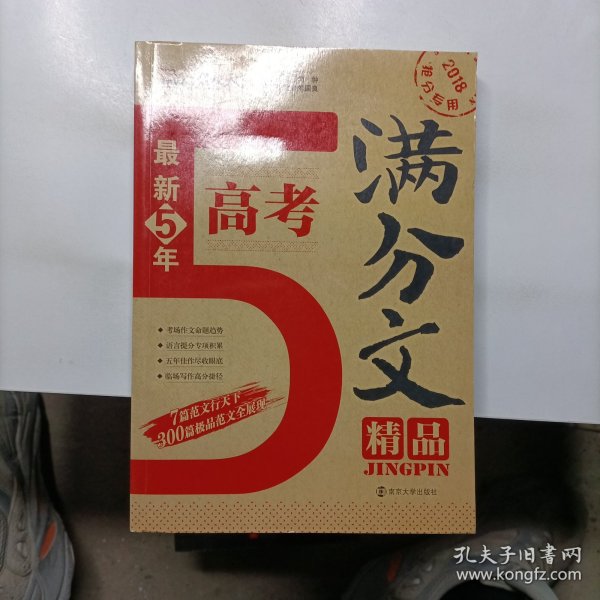 2018
抢分专用
满分文
最新5年
高考
◆ 考场作文命题趋势
◆ 语言提分专项积累
◆ 五年佳作尽收眼底
◆ 临场写作高分捷径
7篇范文行天下
300篇极品范文全展现
精品
JINGPIN
南京大学出版社
孔夫子旧书网
www.kongfz.com